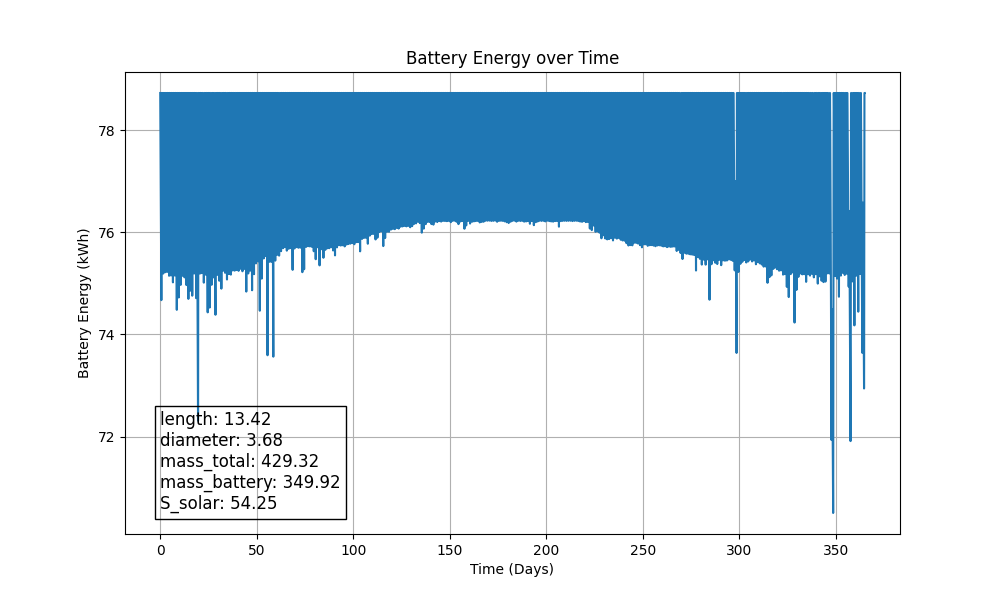 Battery Energy over Time
Battery Energy (kWh)
78
76
74
72
length: 13.42
diameter: 3.68
mass_total: 429.32
mass_battery: 349.92
S_solar: 54.25
0 50 100 150 200 250 300 350
Time (Days)